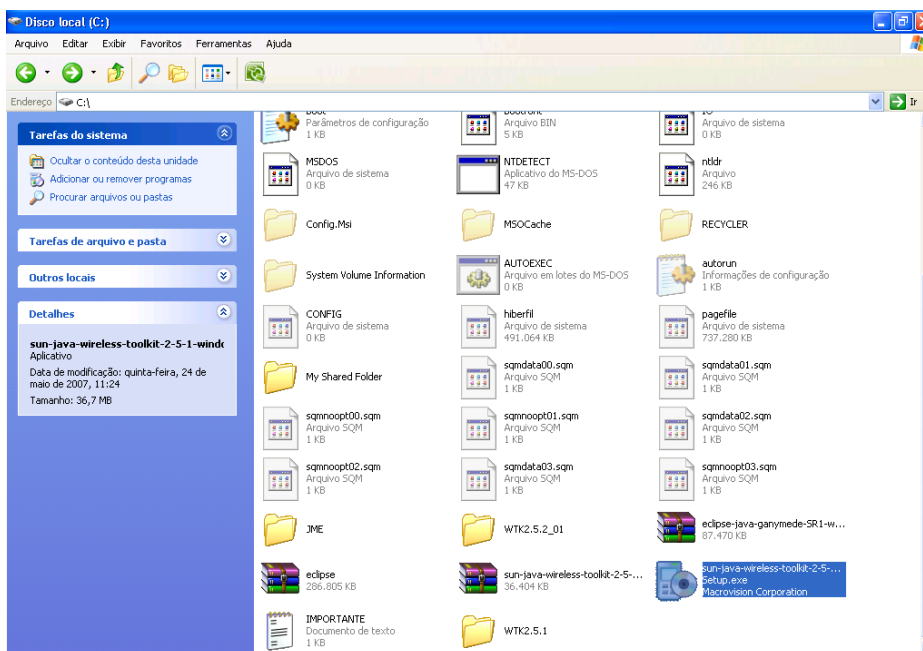 Disco local (C:)
Arquivo Editar Exibir Favoritos Ferramentas Ajuda
Endereço C:\ Ir
Tarefas do sistema
Ocultar o conteúdo desta unidade
Adicionar ou remover programas
Procurar arquivos ou pastas
Tarefas de arquivo e pasta
Outros locais
Detalhes
sun-java-wireless-toolkit-2-5-1-windo
Aplicativo
Data de modificação: quinta-feira, 24 de
maio de 2007, 11:24
Tamanho: 36,7 MB
Parâmetros de configuração
1 KB
Arquivo BIN
5 KB
Arquivo de sistema
0 KB
MSDOS
Arquivo de sistema
0 KB
NTDETECT
Aplicativo do MS-DOS
47 KB
ntldr
Arquivo
246 KB
Config.Msi
MSOCache
RECYCLER
System Volume Information
AUTOEXEC
Arquivo em lotes do MS-DOS
0 KB
autorun
Informações de configuração
1 KB
CONFIG
Arquivo de sistema
0 KB
hiberfil
Arquivo de sistema
491.064 KB
pagefile
Arquivo de sistema
737.280 KB
My Shared Folder
sqmdata00.sqm
Arquivo SQM
1 KB
sqmdata01.sqm
Arquivo SQM
1 KB
sqmnoopt00.sqm
Arquivo SQM
1 KB
sqmnoopt01.sqm
Arquivo SQM
1 KB
sqmdata02.sqm
Arquivo SQM
1 KB
sqmnoopt02.sqm
Arquivo SQM
1 KB
sqmdata03.sqm
Arquivo SQM
1 KB
sqmnoopt03.sqm
Arquivo SQM
1 KB
JME
WTK2.5.2_01
eclipse-java-ganymede-SR1-w...
87.470 KB
eclipse
286.805 KB
sun-java-wireless-toolkit-2-5-...
36.404 KB
sun-java-wireless-toolkit-2-5-...
Setup.exe
Macrovision Corporation
IMPORTANTE
Documento de texto
1 KB
WTK2.5.1